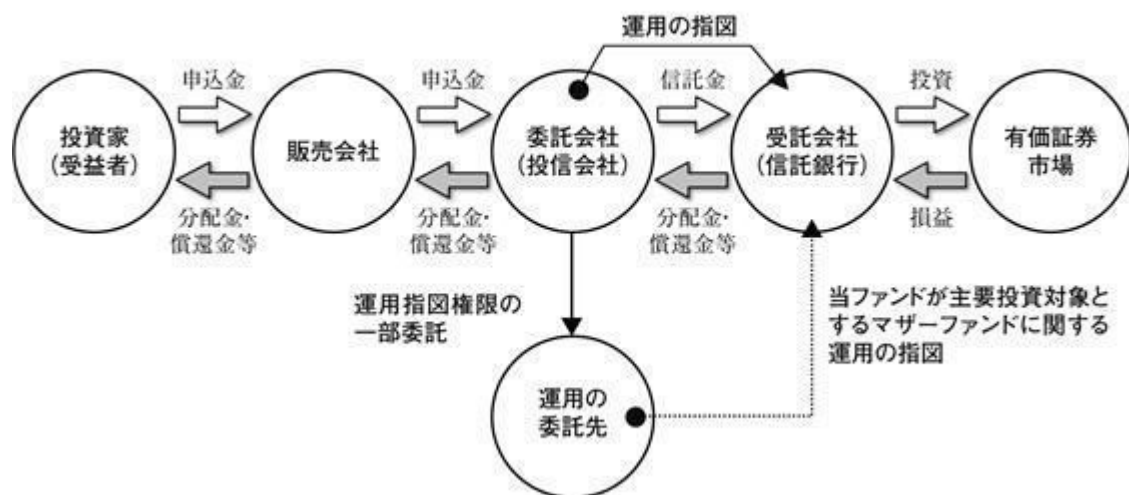 運用の指図
申込金
申込金
信託金
投資
投資家
(受益者)
販売会社
委託会社
(投信会社)
受託会社
(信託銀行)
有価証券
市場
分配金・
償還金等
分配金・
償還金等
分配金・
償還金等
損益
運用指図権限の
一部委託
当ファンドが主要投資対象と
するマザーファンドに関する
運用の指図
運用の
委託先